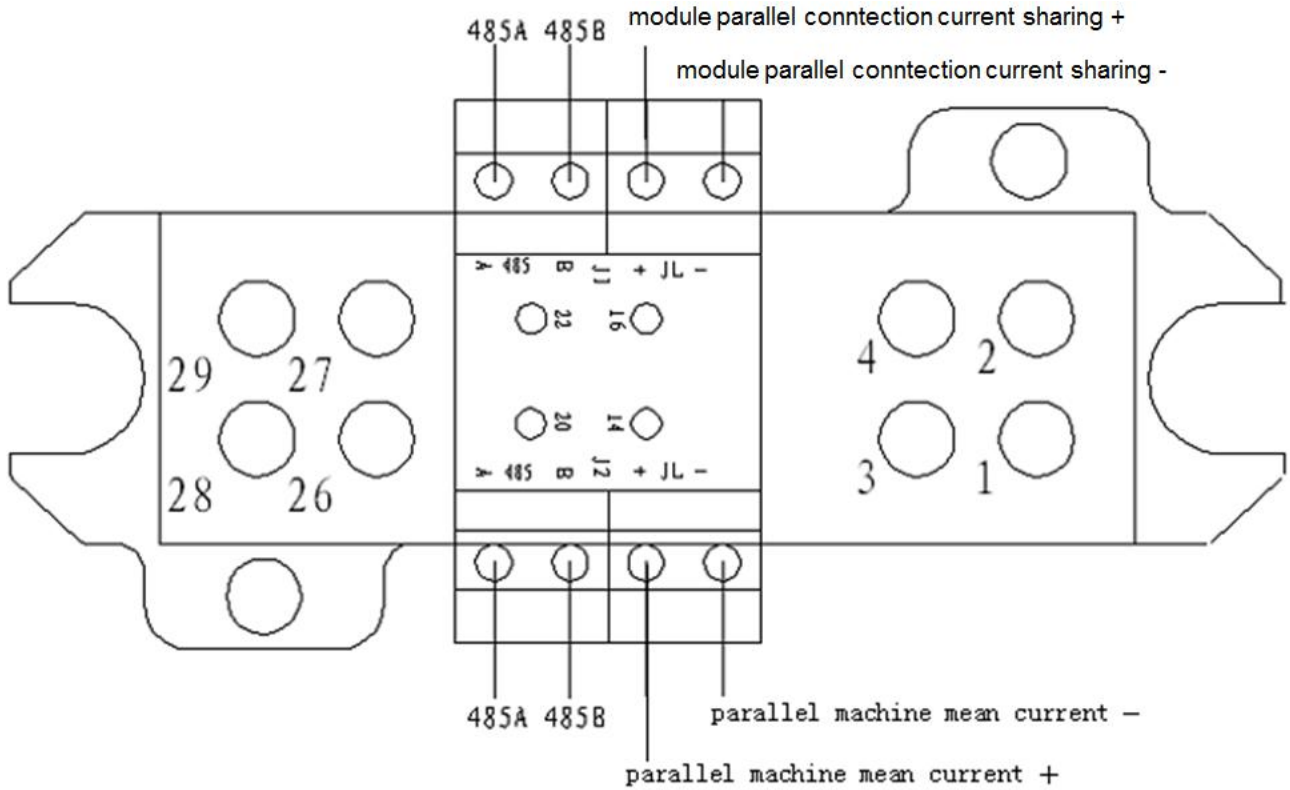 485A 485B module parallel conntection current sharing +
module parallel conntection current sharing -
A 485 B J1 + JL -
22 16
4 2
29 27
20 14
A 485 B J2 + JL -
28 26
3 1
485A 485B
parallel machine mean current -
parallel machine mean current +